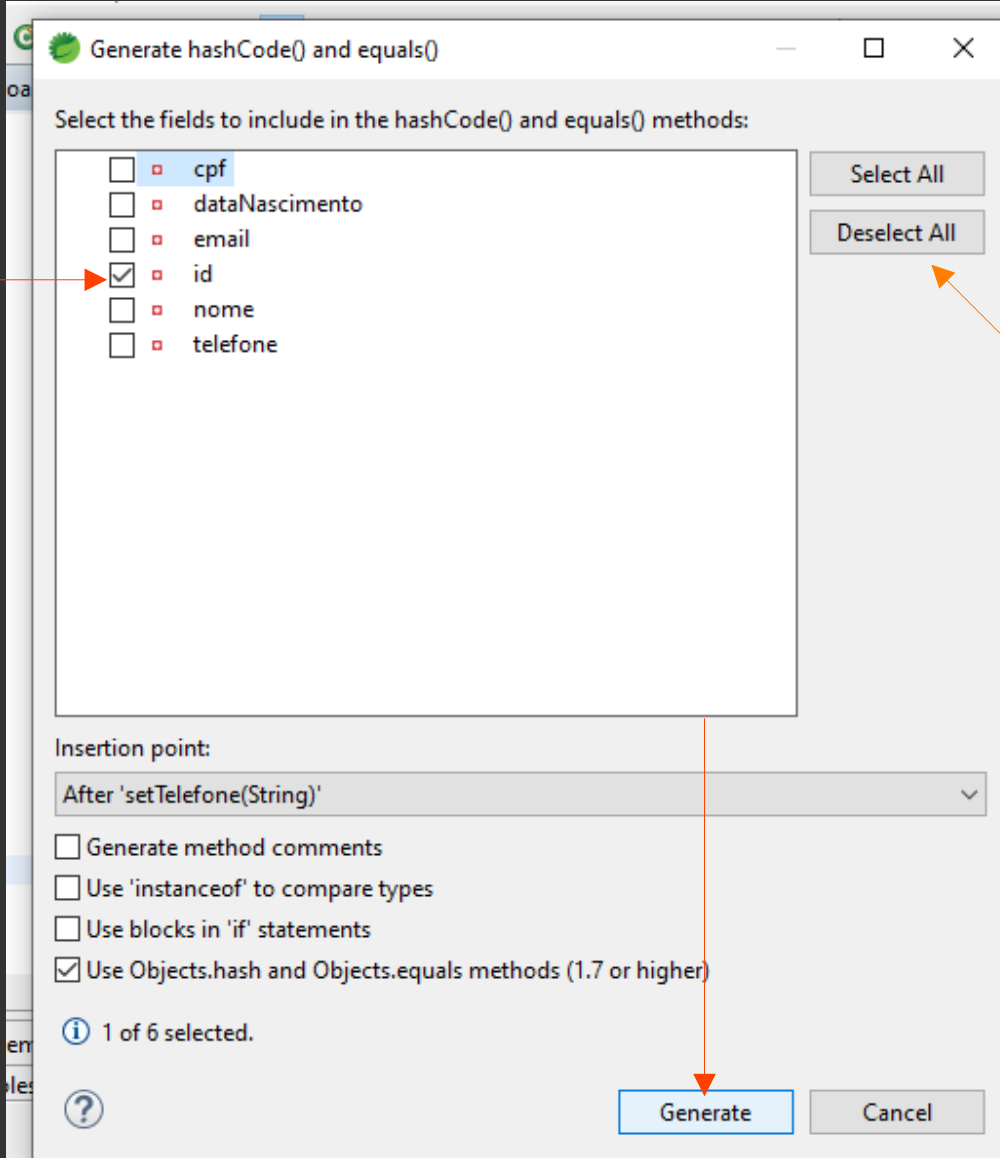 Generate hashCode() and equals()
oa
Select the fields to include in the hashCode() and equals() methods:
cpf
dataNascimento
email
id
nome
telefone
Select All
Deselect All
Insertion point:
After 'setTelefone(String)'
Generate method comments
Use 'instanceof' to compare types
Use blocks in 'if' statements
Use Objects.hash and Objects.equals methods (1.7 or higher)
1 of 6 selected.
em
les
?
Generate
Cancel